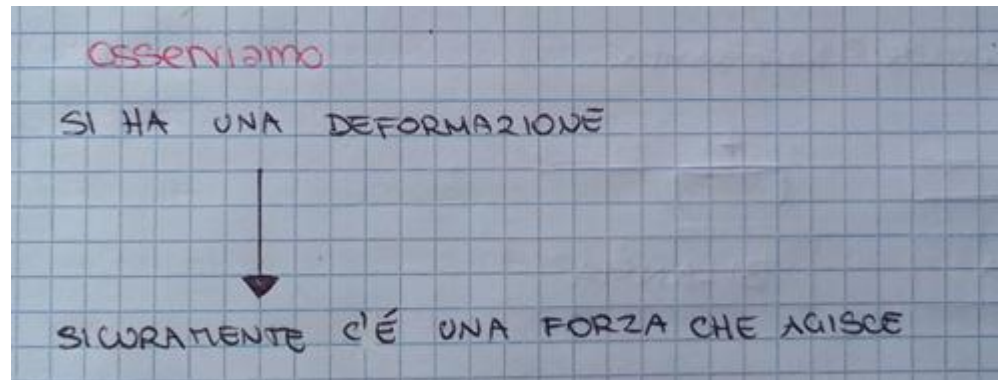 osserviamo
SI HA UNA DEFORMAZIONE
SICURAMENTE C'É UNA FORZA CHE AGISCE